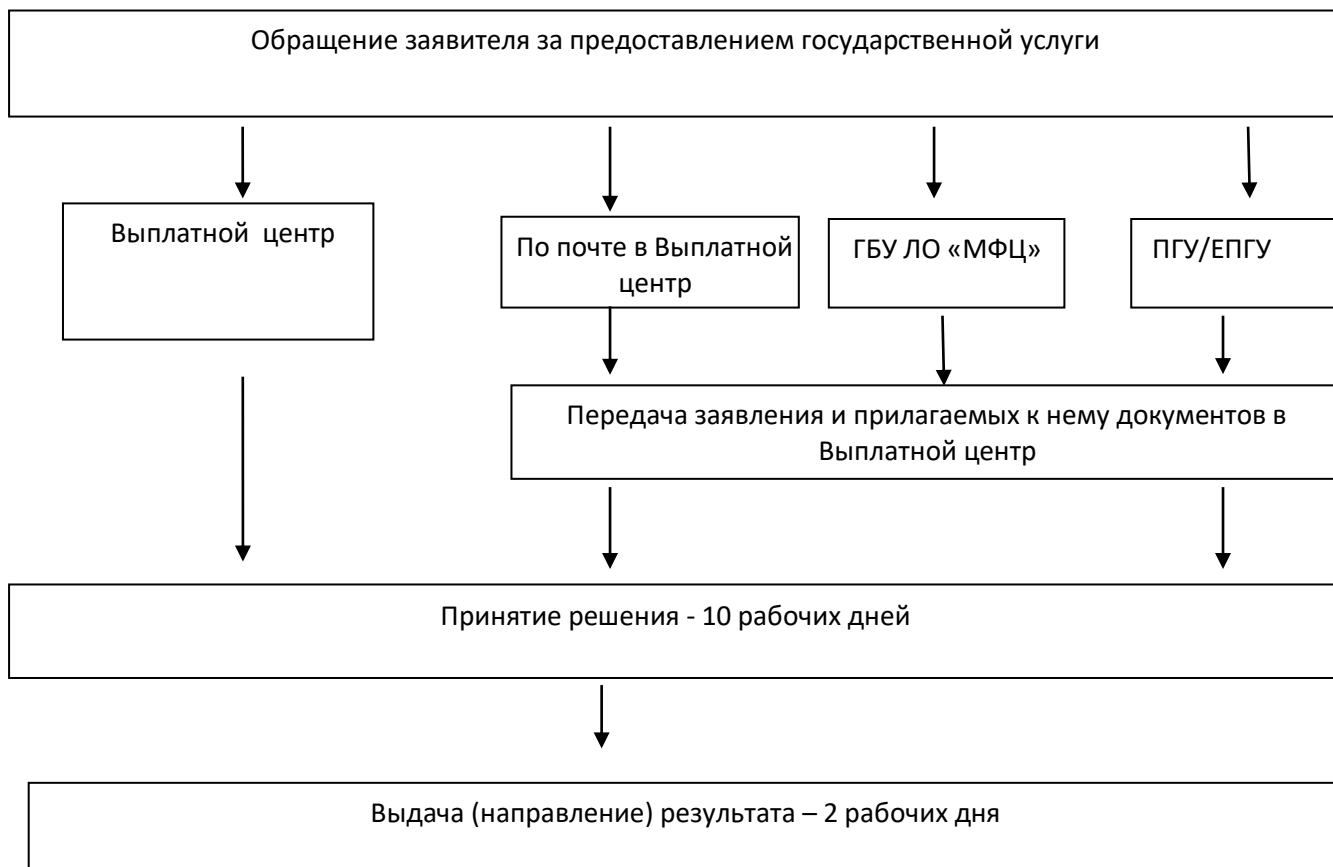 Обращение заявителя за предоставлением государственной услуги
Выплатной центр
По почте в Выплатной
центр
ГБУ ЛО «МФЦ»
ПГУ/ЕПГУ
Передача заявления и прилагаемых к нему документов в
Выплатной центр
Принятие решения - 10 рабочих дней
Выдача (направление) результата – 2 рабочих дня